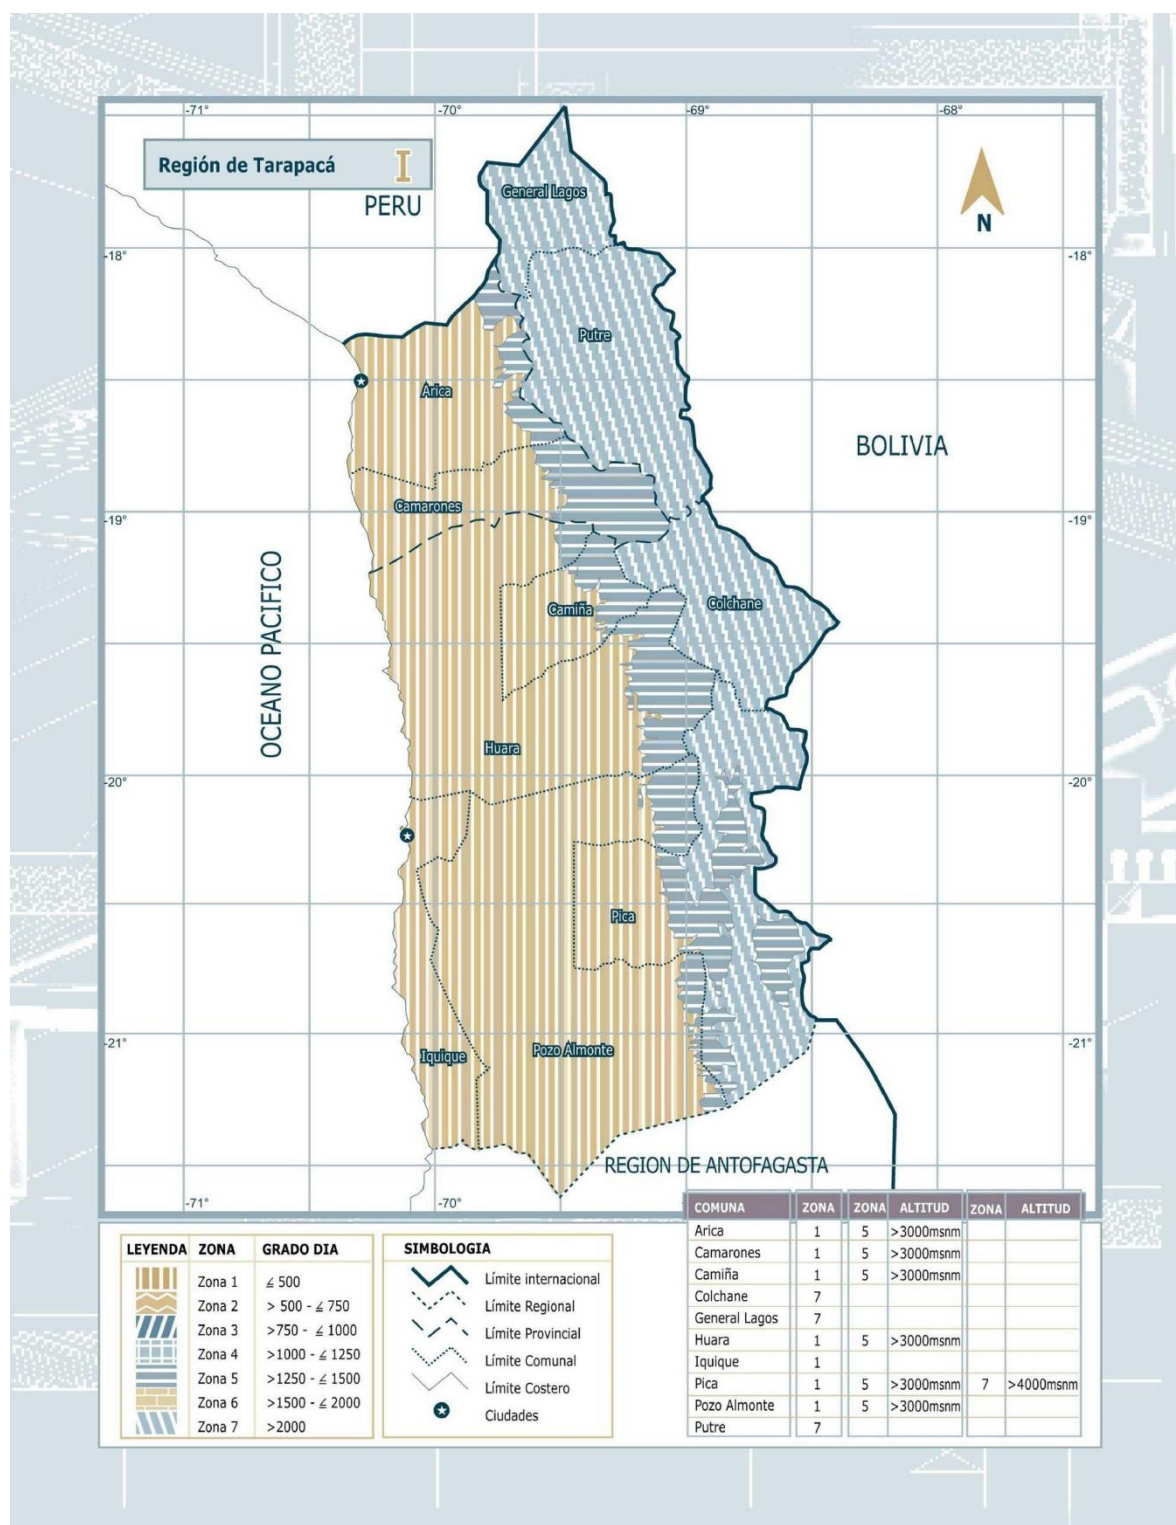 -71° -70° -69° -68°
Región de Tarapacá I
PERU
General Lagos
N
-18° -18°
Putre
Arica
BOLIVIA
Camarones
-19° -19°
OCEANO PACIFICO
Camiña
Colchane
Huara
-20° -20°
Pica
-21° -21°
Iquique
Pozo Almonte
REGION DE ANTOFAGASTA
-71° -70°
LEYENDA ZONA GRADO DIA
Zona 1 ≤ 500
Zona 2 > 500 - ≤ 750
Zona 3 >750 - ≤ 1000
Zona 4 >1000 - ≤ 1250
Zona 5 >1250 - ≤ 1500
Zona 6 >1500 - ≤ 2000
Zona 7 >2000
SIMBOLOGIA
Límite internacional
Límite Regional
Límite Provincial
Límite Comunal
Límite Costero
Ciudades
COMUNA ZONA ZONA ALTITUD ZONA ALTITUD
Arica 1 5 >3000msnm
Camarones 1 5 >3000msnm
Camiña 1 5 >3000msnm
Colchane 7
General Lagos 7
Huara 1 5 >3000msnm
Iquique 1
Pica 1 5 >3000msnm 7 >4000msnm
Pozo Almonte 1 5 >3000msnm
Putre 7